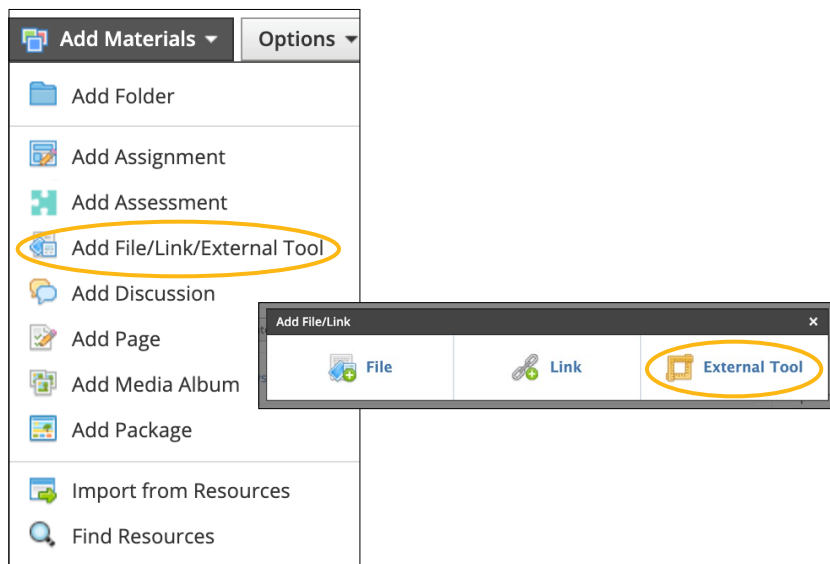 Add Materials
Options
Add Folder
Add Assignment
Add Assessment
Add File/Link/External Tool
Add Discussion
Add Page
Add Media Album
Add Package
Import from Resources
Find Resources
Add File/Link ×
File
Link
External Tool